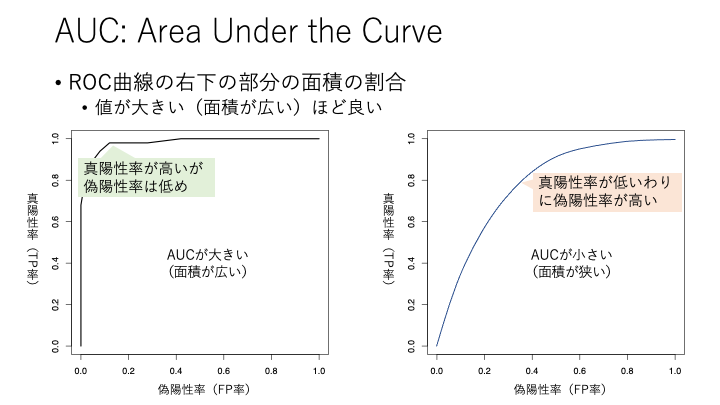 AUC: Area Under the Curve
• ROC曲線の右下の部分の面積の割合
• 値が大きい（面積が広い）ほど良い
真陽性率（TP率）
1.0
0.8
0.6
0.4
0.2
0.0
真陽性率が高いが
偽陽性率は低め
AUCが大きい
（面積が広い）
0.0 0.2 0.4 0.6 0.8 1.0
偽陽性率（FP率）
真陽性率（TP率）
1.0
0.8
0.6
0.4
0.2
0.0
真陽性率が低いわり
に偽陽性率が高い
AUCが小さい
（面積が狭い）
0.0 0.2 0.4 0.6 0.8 1.0
偽陽性率（FP率）